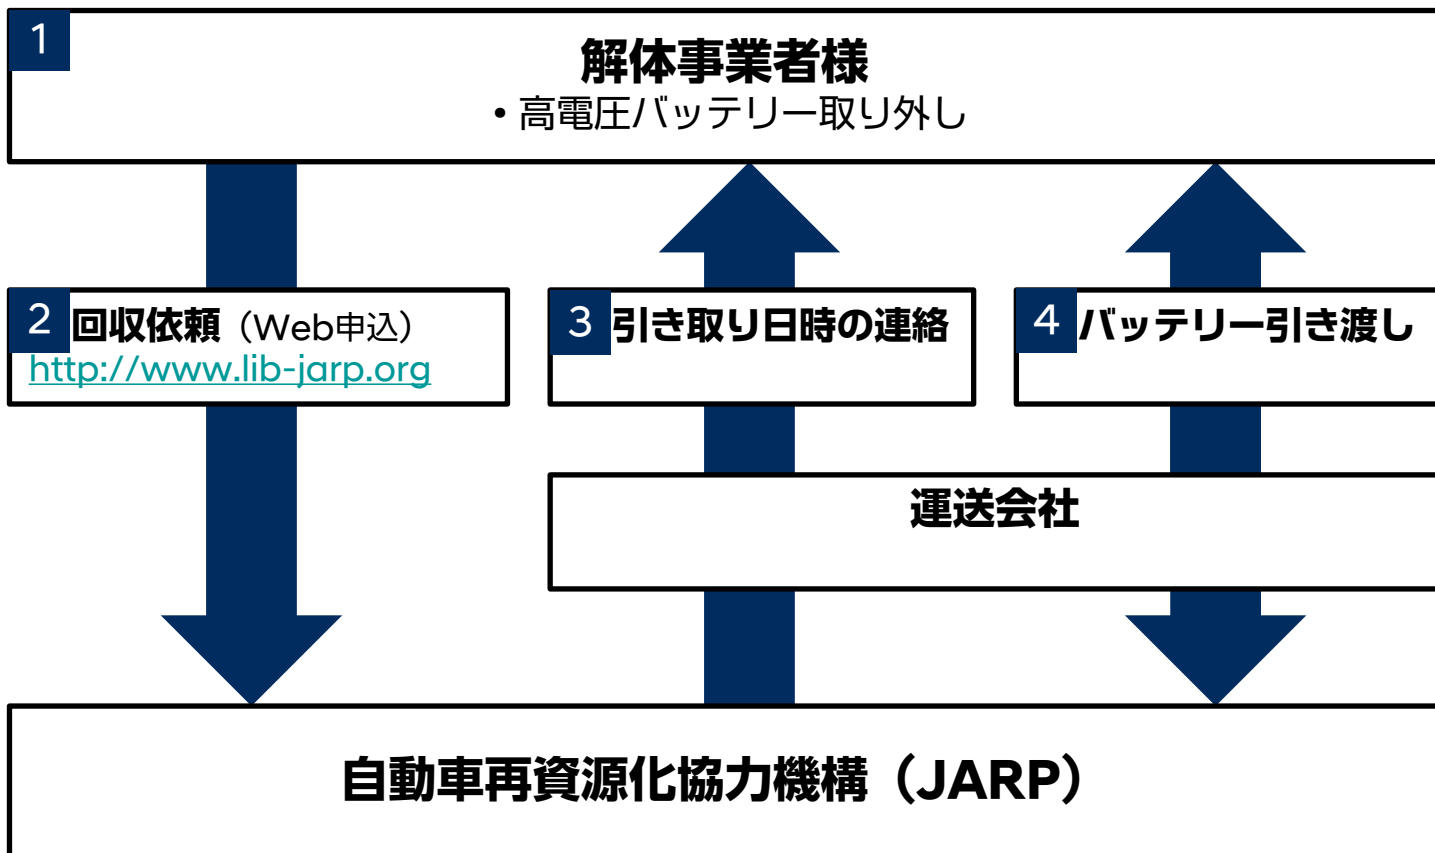 1
解体事業者様
• 高電圧バッテリー取り外し
2 回収依頼（Web申込）
http://www.lib-jarp.org
3 引き取り日時の連絡
4 バッテリー引き渡し
運送会社
自動車再資源化協力機構（JARP）